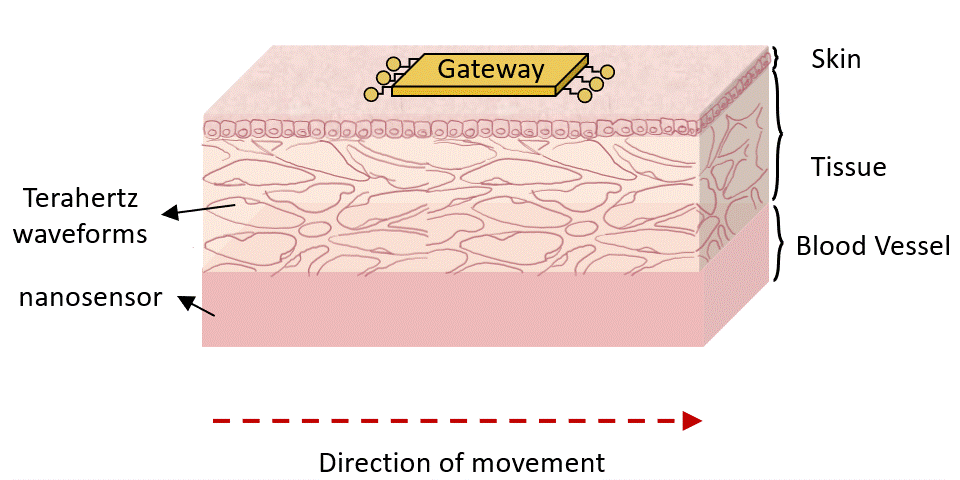 Gateway
Skin
Tissue
Terahertz
waveforms
Blood Vessel
nanosensor
Direction of movement